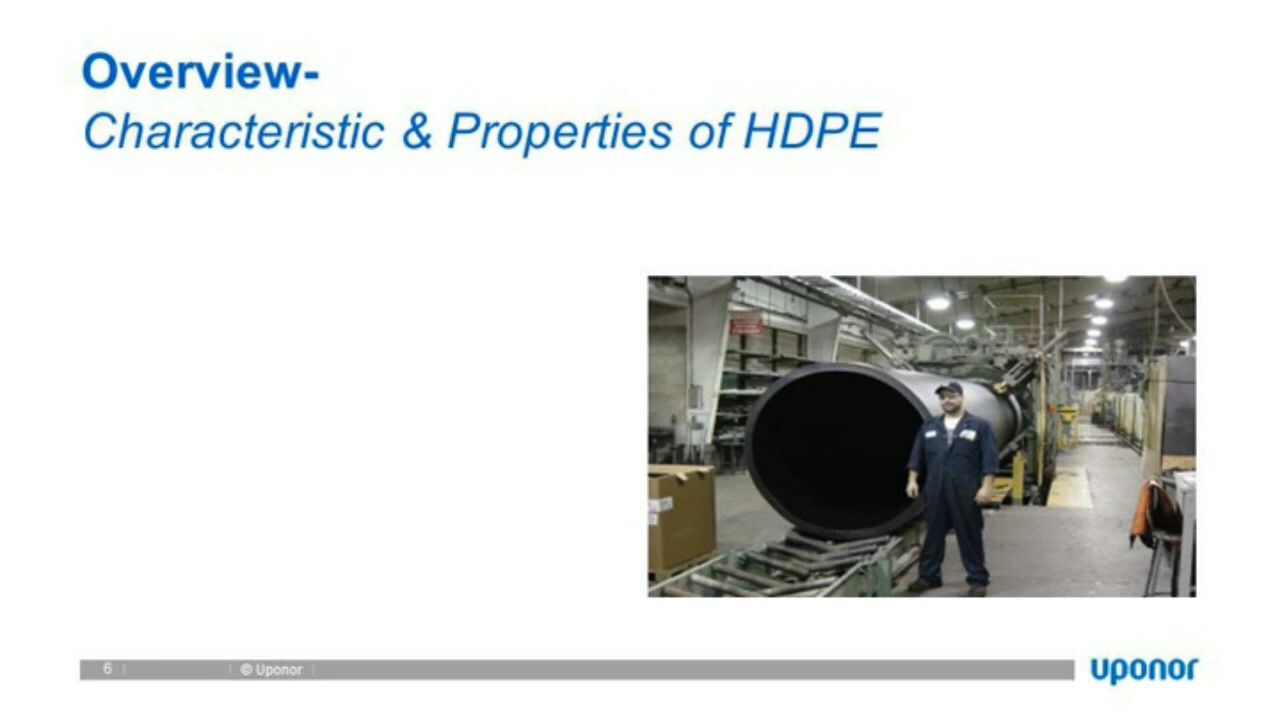 Overview-
Characteristic & Properties of HDPE
6
© Uponor
uponor